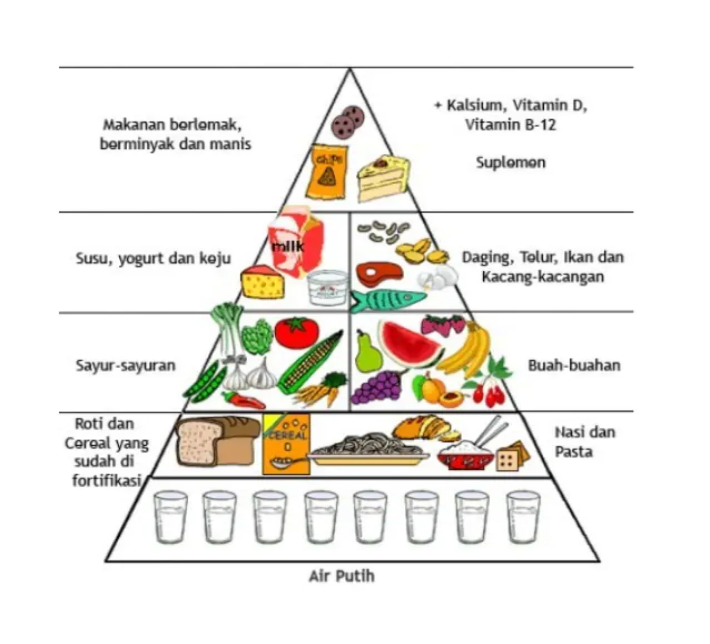 Makanan berlemak,
berminyak dan manis
+ Kalsium, Vitamin D,
Vitamin B-12
Suplemen
chips
milk
Susu, yogurt dan keju
Daging, Telur, Ikan dan
Kacang-kacangan
Sayur-sayuran
Buah-buahan
Roti dan
Cereal yang
sudah di
fortifikasi
CEREAL
Nasi dan
Pasta
Air Putih